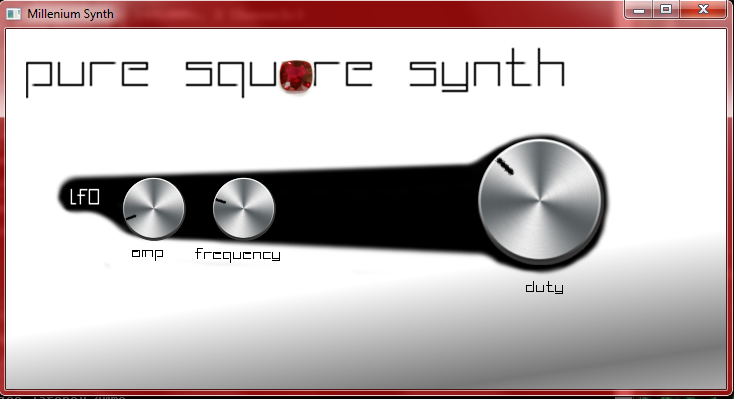 Millenium Synth
pure square synth
LFO
amp
frequency
duty